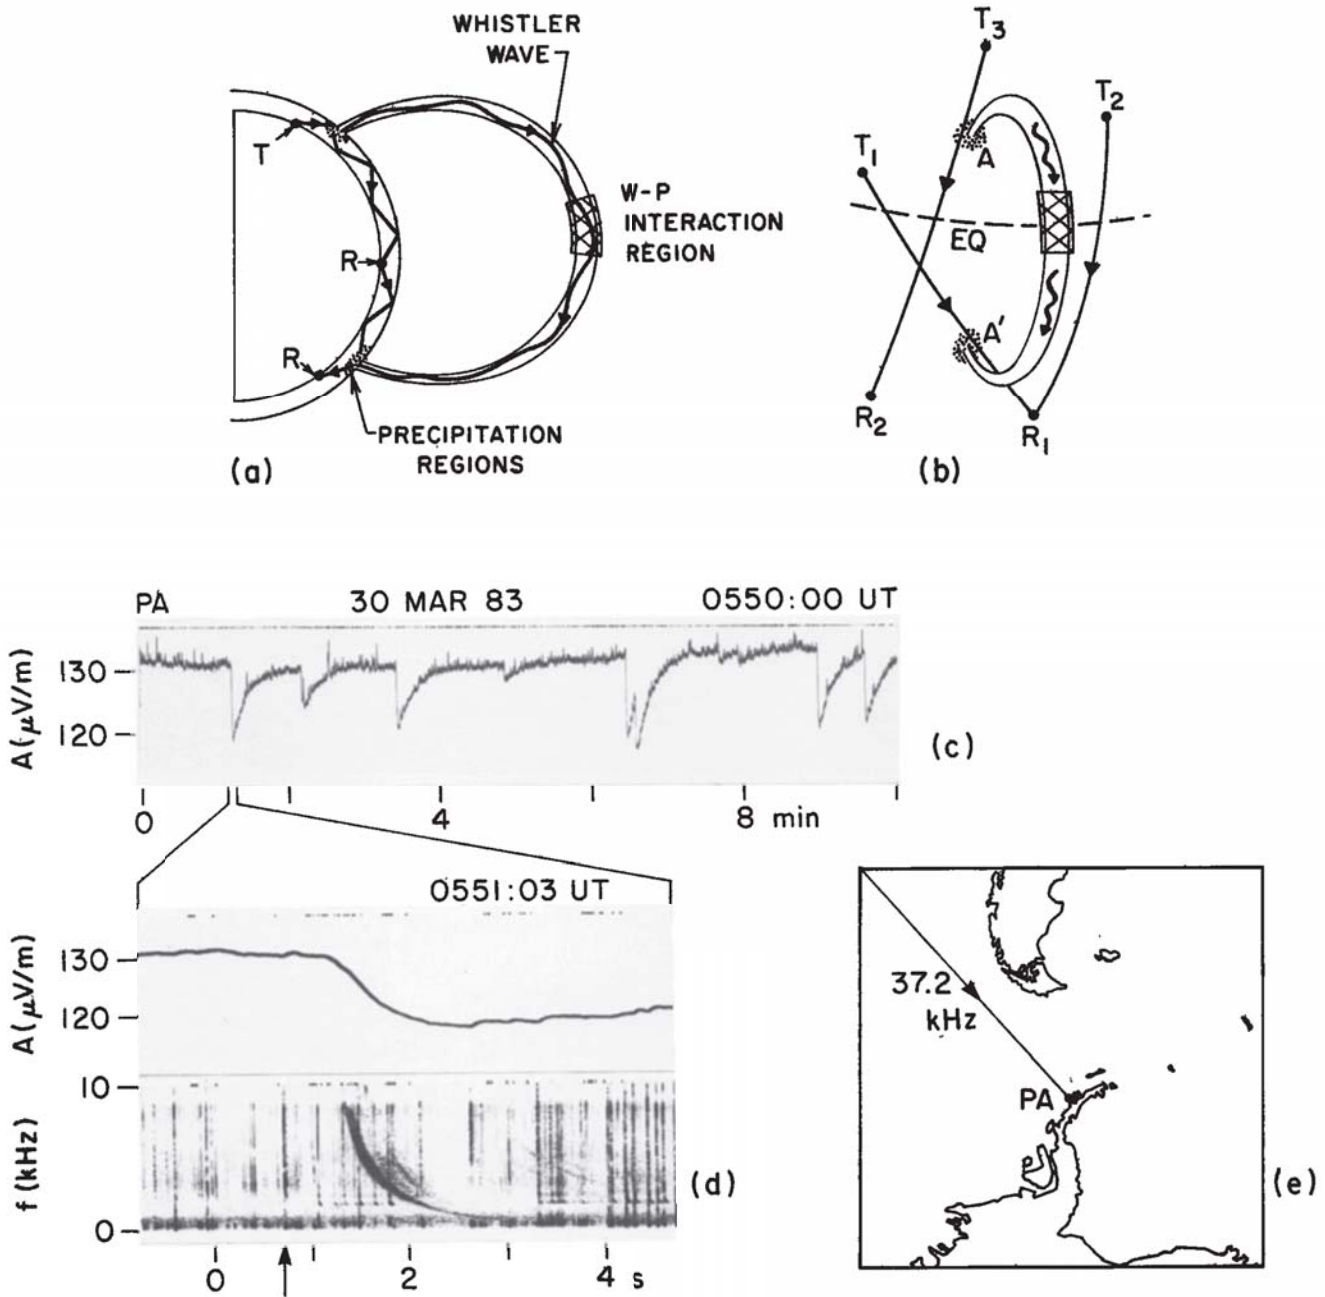 WHISTLER
WAVE
T
R
R
W-P
INTERACTION
REGION
PRECIPITATION
REGIONS
(a)
T3
T2
T1
A
EQ
A'
R2
R1
(b)
PA 30 MAR 83 0550:00 UT
A(μV/m)
130
120
(c)
0 4 8 min
0551:03 UT
A(μV/m)
130
120
f(kHz)
10
0
(d)
0 2 4 s
37.2
kHz
PA
(e)